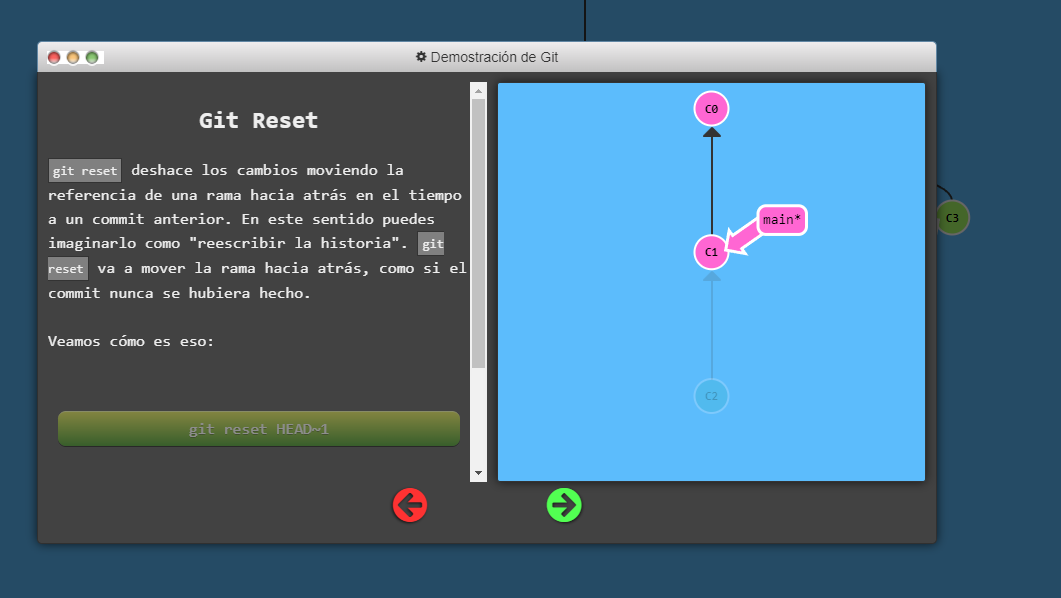 Demostración de Git
Git Reset
git reset deshace los cambios moviendo la
referencia de una rama hacia atrás en el tiempo
a un commit anterior. En este sentido puedes
imaginarlo como "reescribir la historia". git
reset va a mover la rama hacia atrás, como si el
commit nunca se hubiera hecho.
Veamos cómo es eso:
git reset HEAD~1
C0
main*
C1
C2
C3